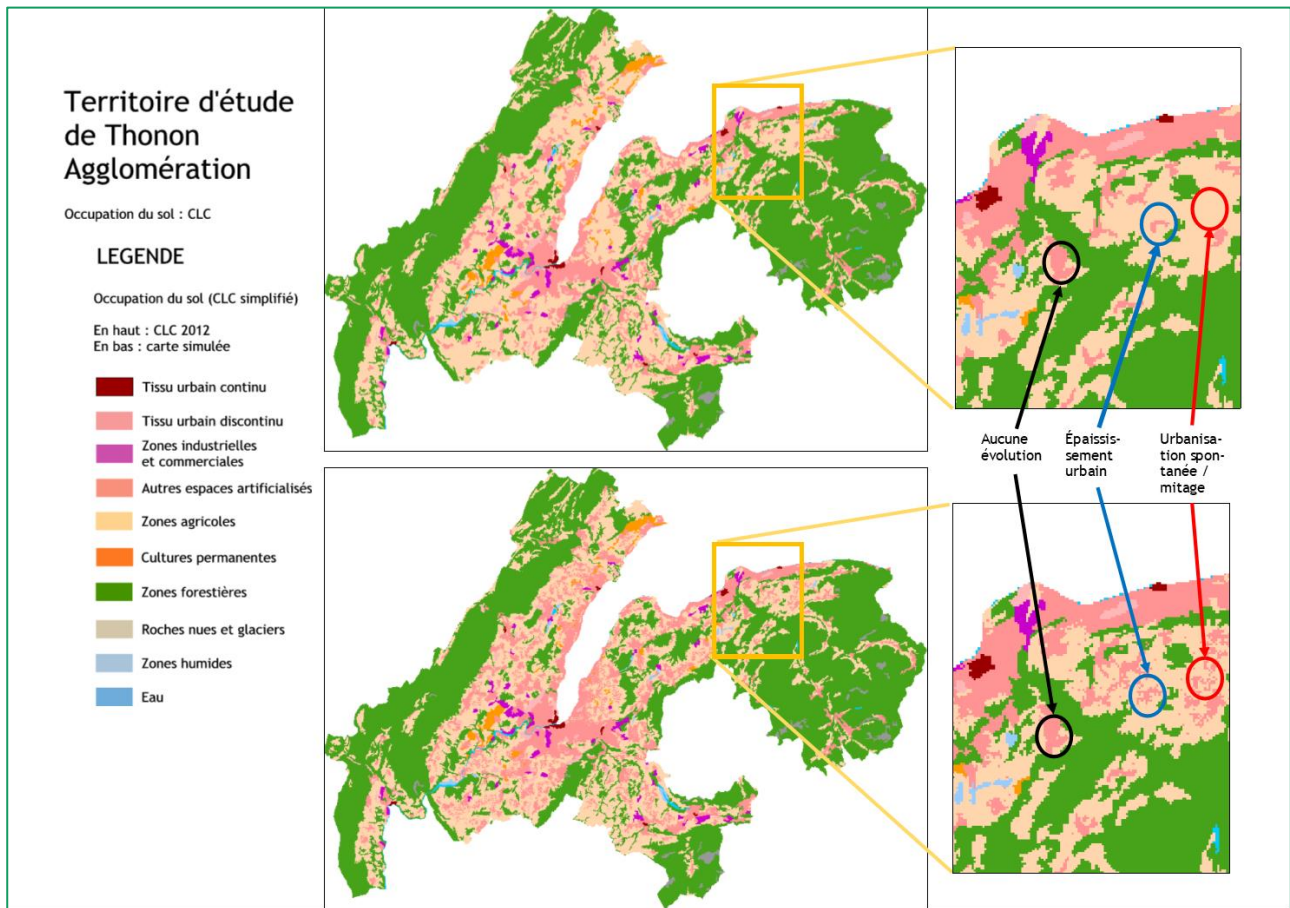 Territoire d'étude
de Thonon
Agglomération
Occupation du sol : CLC
LEGENDE
Occupation du sol (CLC simplifié)
En haut : CLC 2012
En bas : carte simulée
Tissu urbain continu
Tissu urbain discontinu
Zones industrielles
et commerciales
Autres espaces artificialisés
Zones agricoles
Cultures permanentes
Zones forestières
Roches nues et glaciers
Zones humides
Eau
Aucune
évolution
Épaissis-
sement
urbain
Urbanisa-
tion spon-
tanée /
mitage